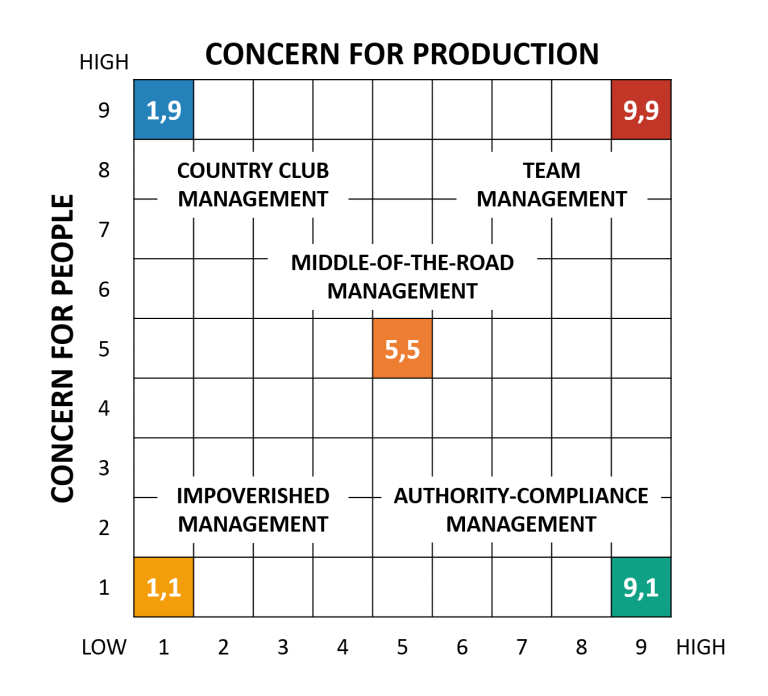 CONCERN FOR PRODUCTION
HIGH
9
1,9
9,9
8
COUNTRY CLUB
MANAGEMENT
TEAM
MANAGEMENT
7
MIDDLE-OF-THE-ROAD
MANAGEMENT
6
CONCERN FOR PEOPLE
5
5,5
4
3
IMPOVERISHED
MANAGEMENT
AUTHORITY-COMPLIANCE
MANAGEMENT
2
1
1,1
9,1
LOW 1 2 3 4 5 6 7 8 9 HIGH